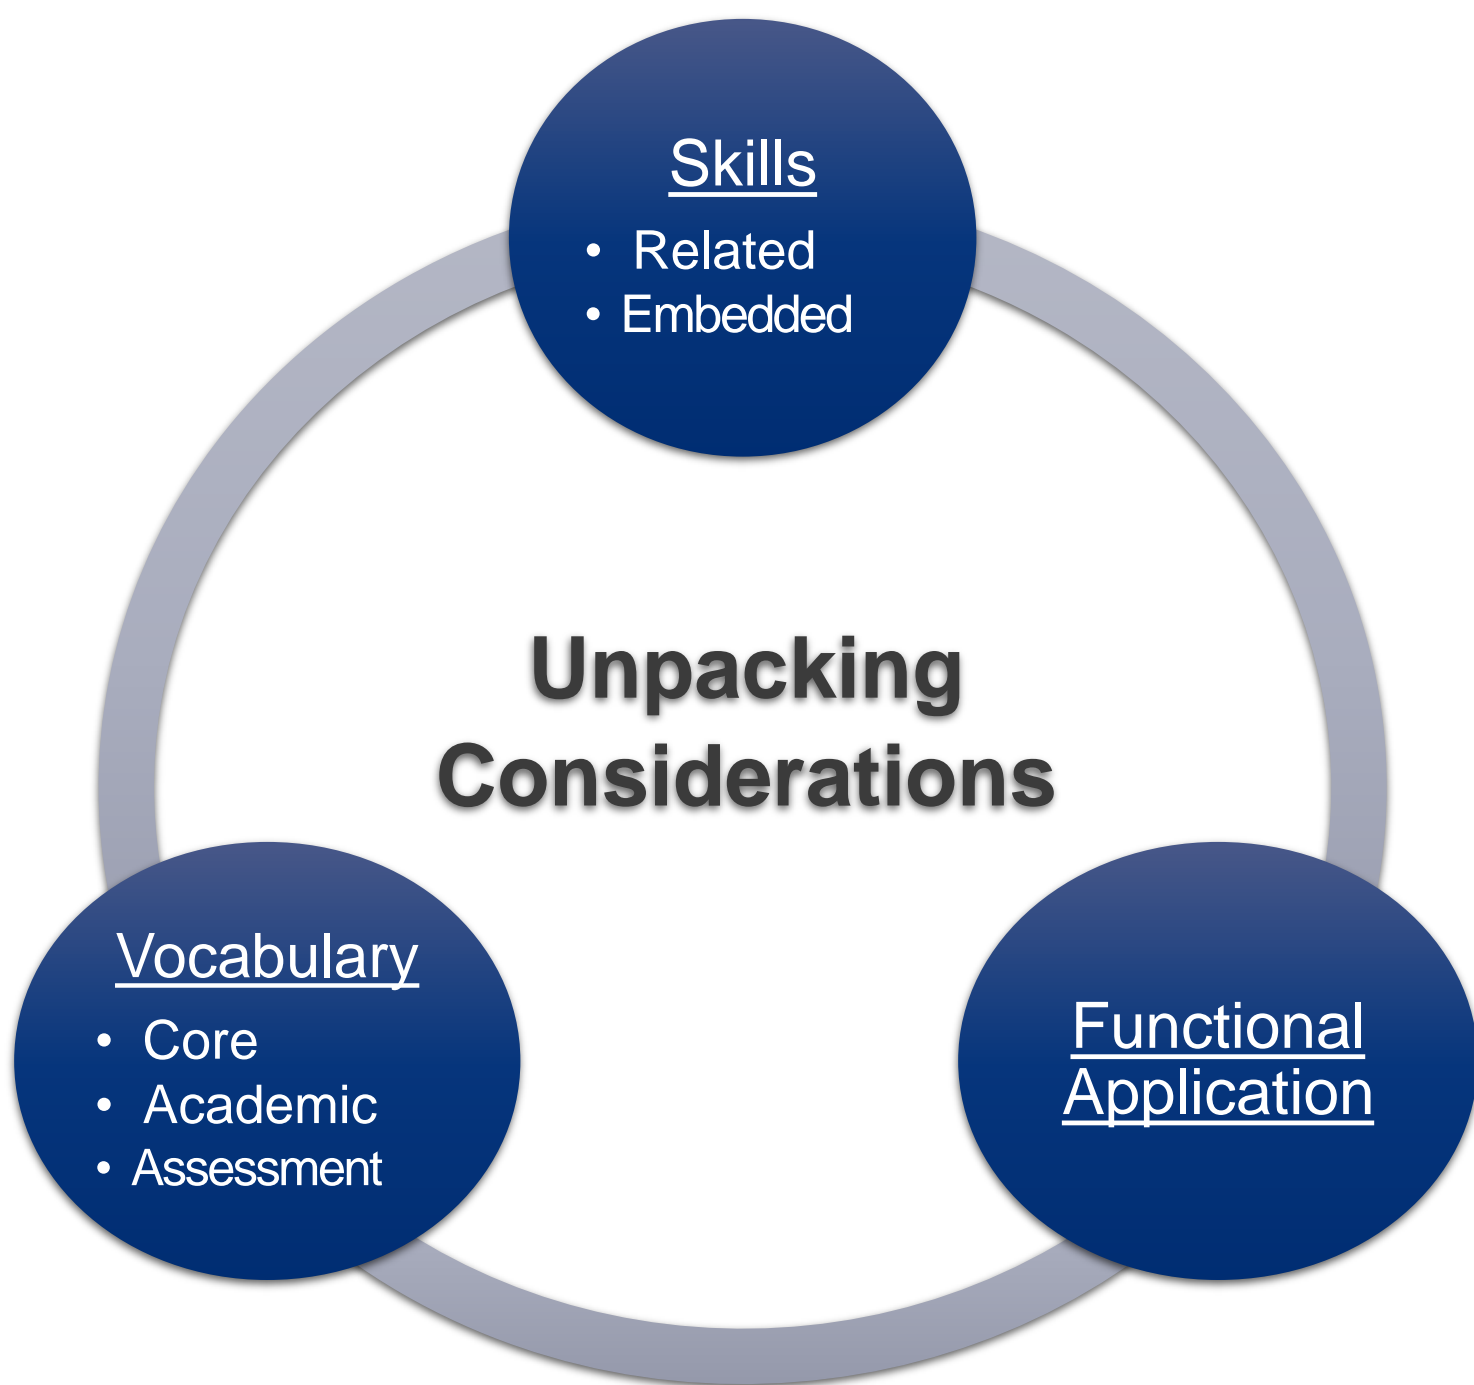 Skills
• Related
• Embedded
Unpacking
Considerations
Vocabulary
• Core
• Academic
• Assessment
Functional
Application